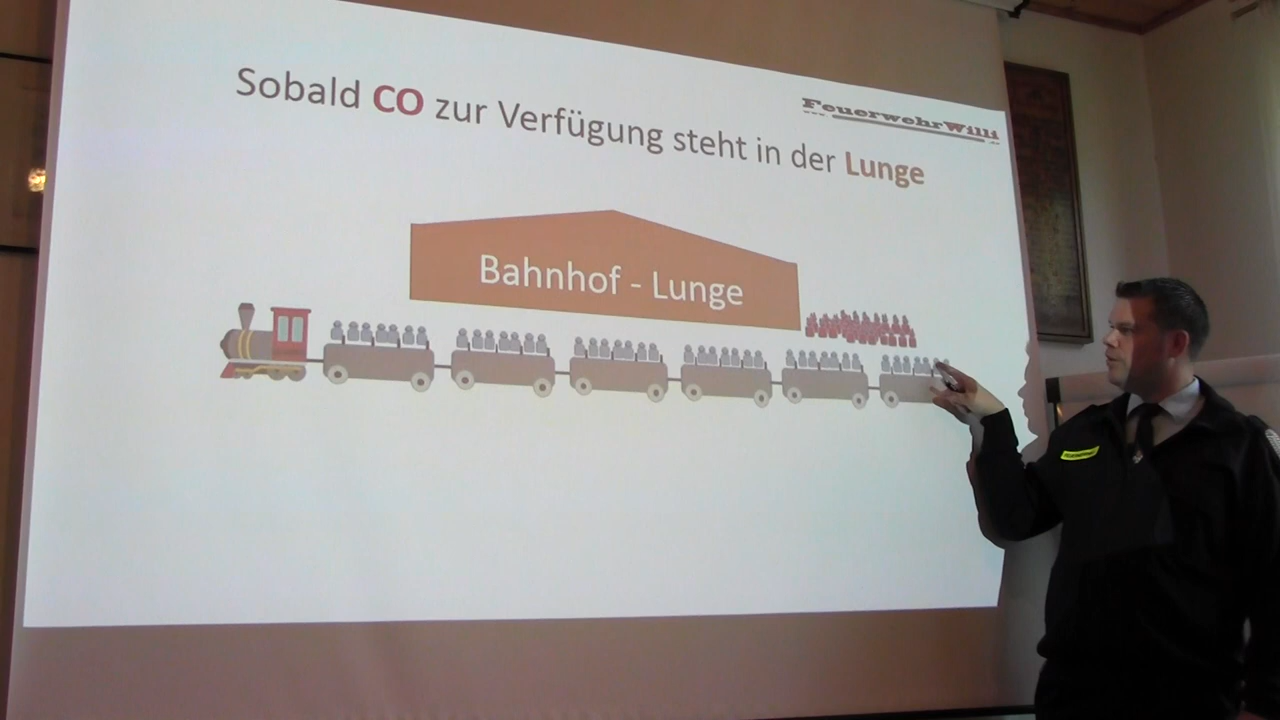 Sobald CO zur Verfügung steht in der Lunge
FeuerwehrWilli
Bahnhof - Lunge